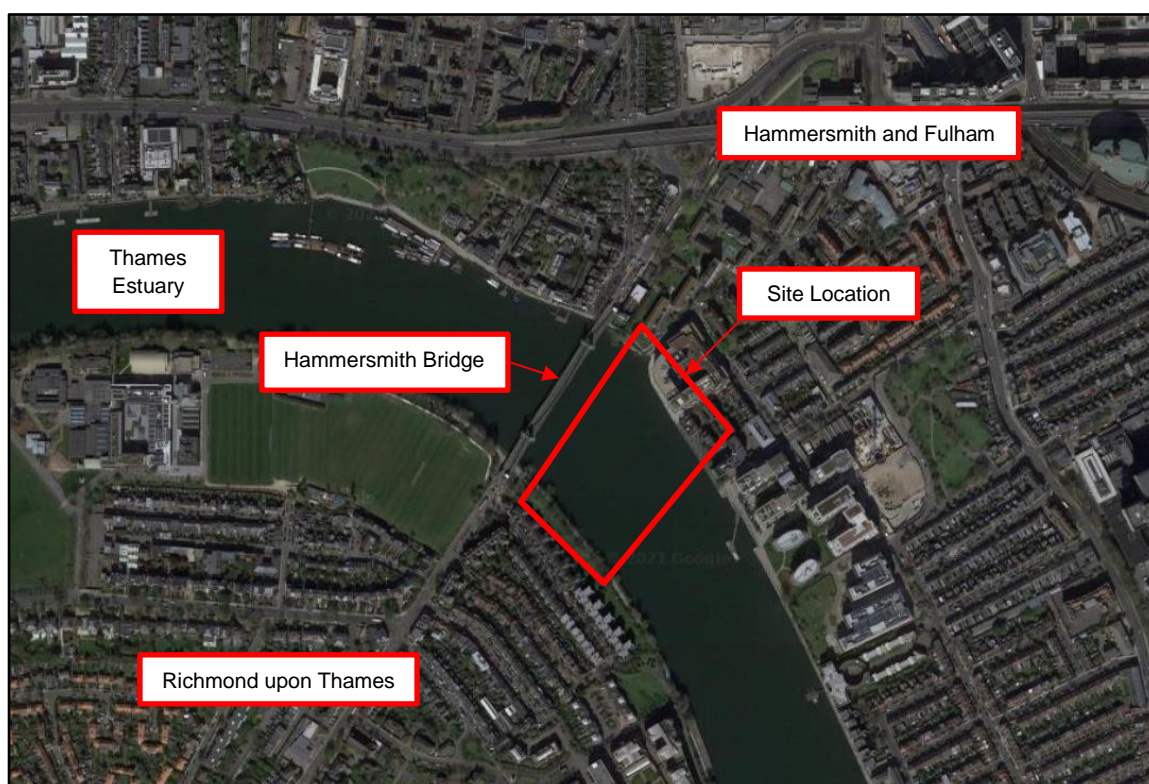 Hammersmith and Fulham
Thames
Estuary
Site Location
Hammersmith Bridge
Richmond upon Thames